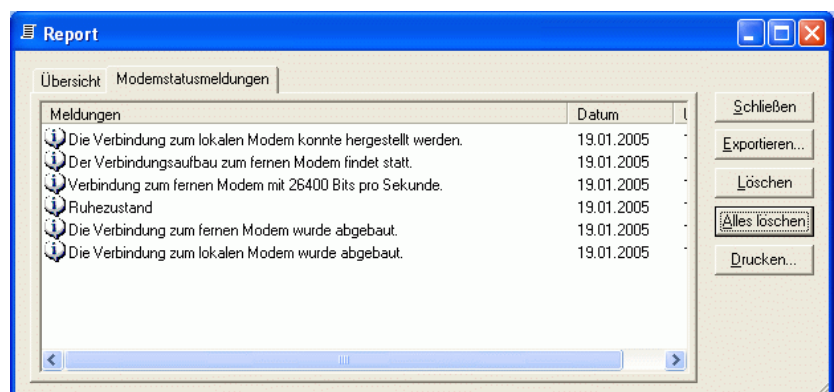 Report
Übersicht Modemstatusmeldungen
Meldungen Datum
Die Verbindung zum lokalen Modem konnte hergestellt werden. 19.01.2005
Der Verbindungsaufbau zum fernen Modem findet statt. 19.01.2005
Verbindung zum fernen Modem mit 26400 Bits pro Sekunde. 19.01.2005
Ruhezustand 19.01.2005
Die Verbindung zum fernen Modem wurde abgebaut. 19.01.2005
Die Verbindung zum lokalen Modem wurde abgebaut. 19.01.2005
Schließen
Exportieren...
Löschen
Alles löschen
Drucken...